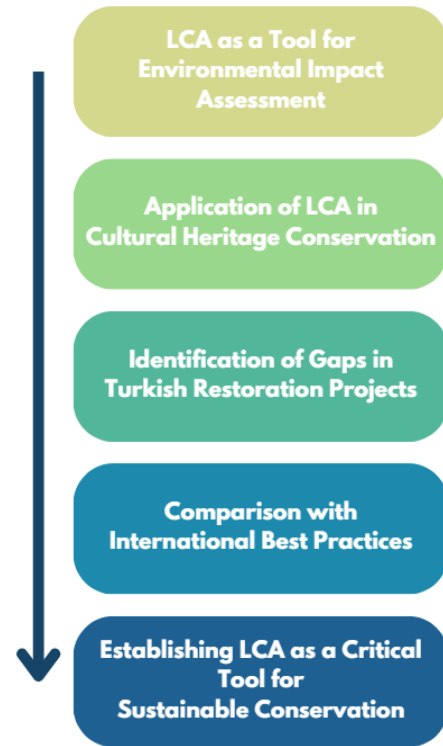 LCA as a Tool for
Environmental Impact
Assessment
Application of LCA in
Cultural Heritage Conservation
Identification of Gaps in
Turkish Restoration Projects
Comparison with
International Best Practices
Establishing LCA as a Critical
Tool for
Sustainable Conservation